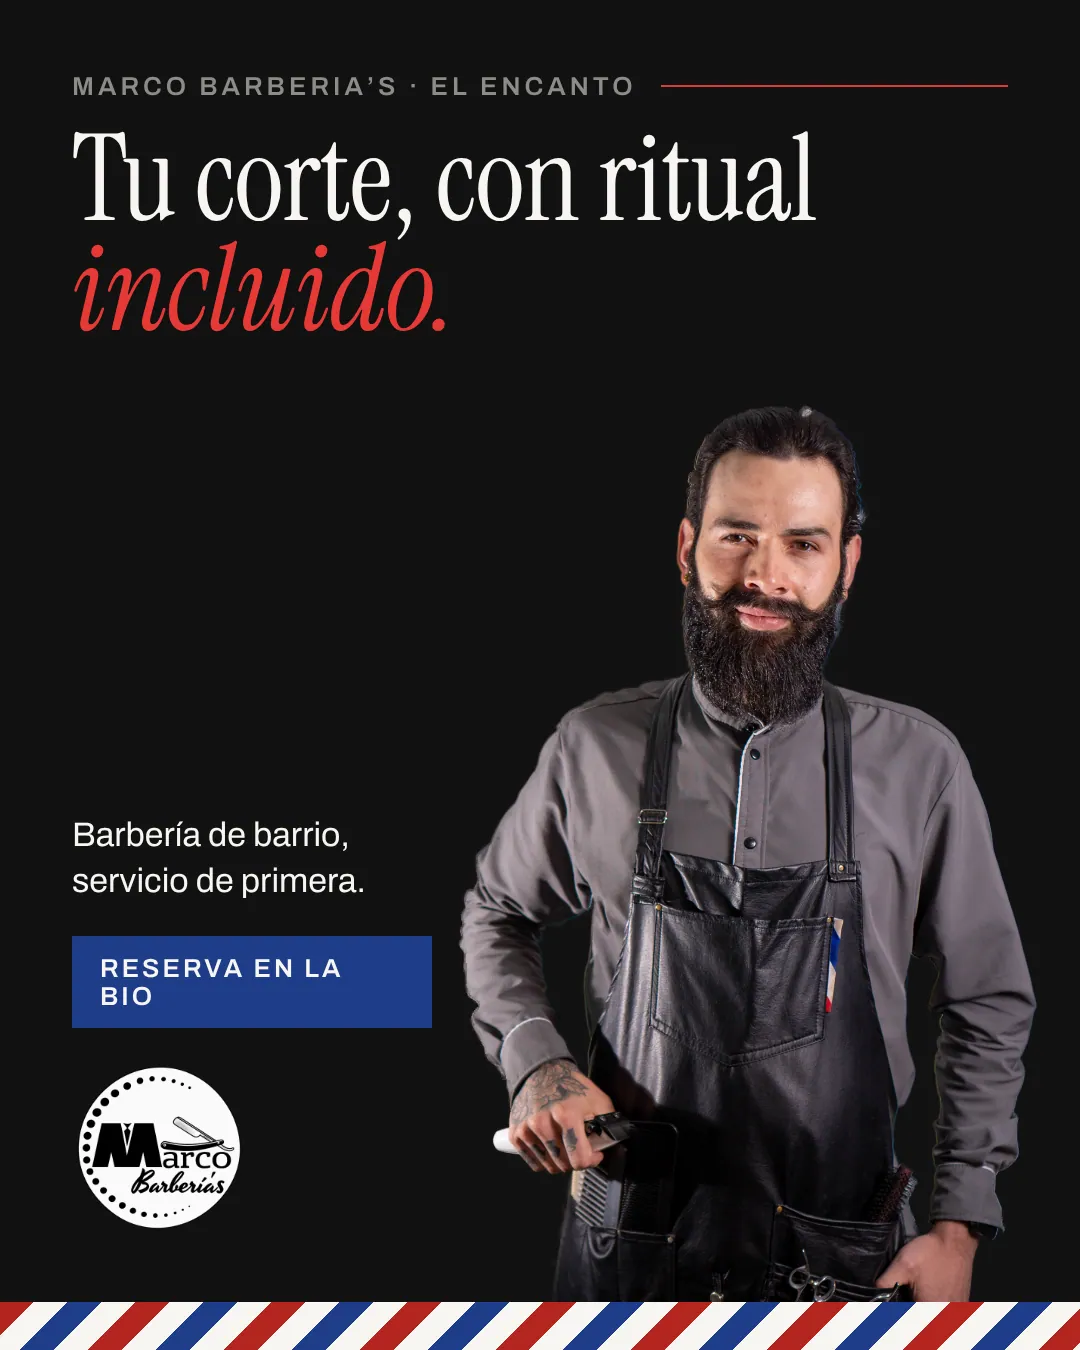 MARCO BARBERIA’S · EL ENCANTO
Tu corte, con ritual
incluido.
Barbería de barrio,
servicio de primera.
RESERVA EN LA
BIO
Marco
Barberías